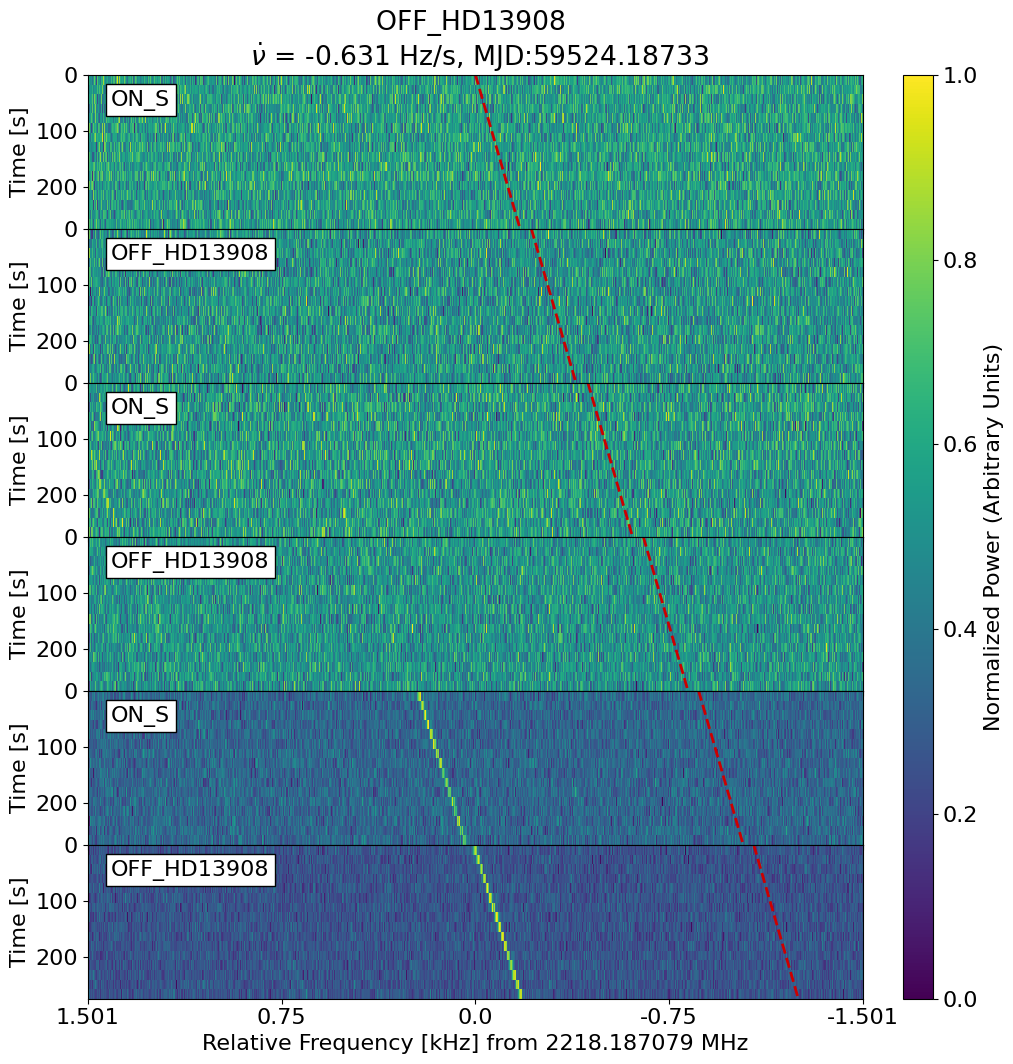 OFF_HD13908
ν̇ = -0.631 Hz/s, MJD:59524.18733
0
ON_S
100
200
Time [s]
0
OFF_HD13908
100
200
Time [s]
0
ON_S
100
200
Time [s]
0
OFF_HD13908
100
200
Time [s]
0
ON_S
100
200
Time [s]
0
OFF_HD13908
100
200
Time [s]
1.501 0.75 0.0 -0.75 -1.501
Relative Frequency [kHz] from 2218.187079 MHz
1.0
0.8
0.6
0.4
0.2
0.0
Normalized Power (Arbitrary Units)